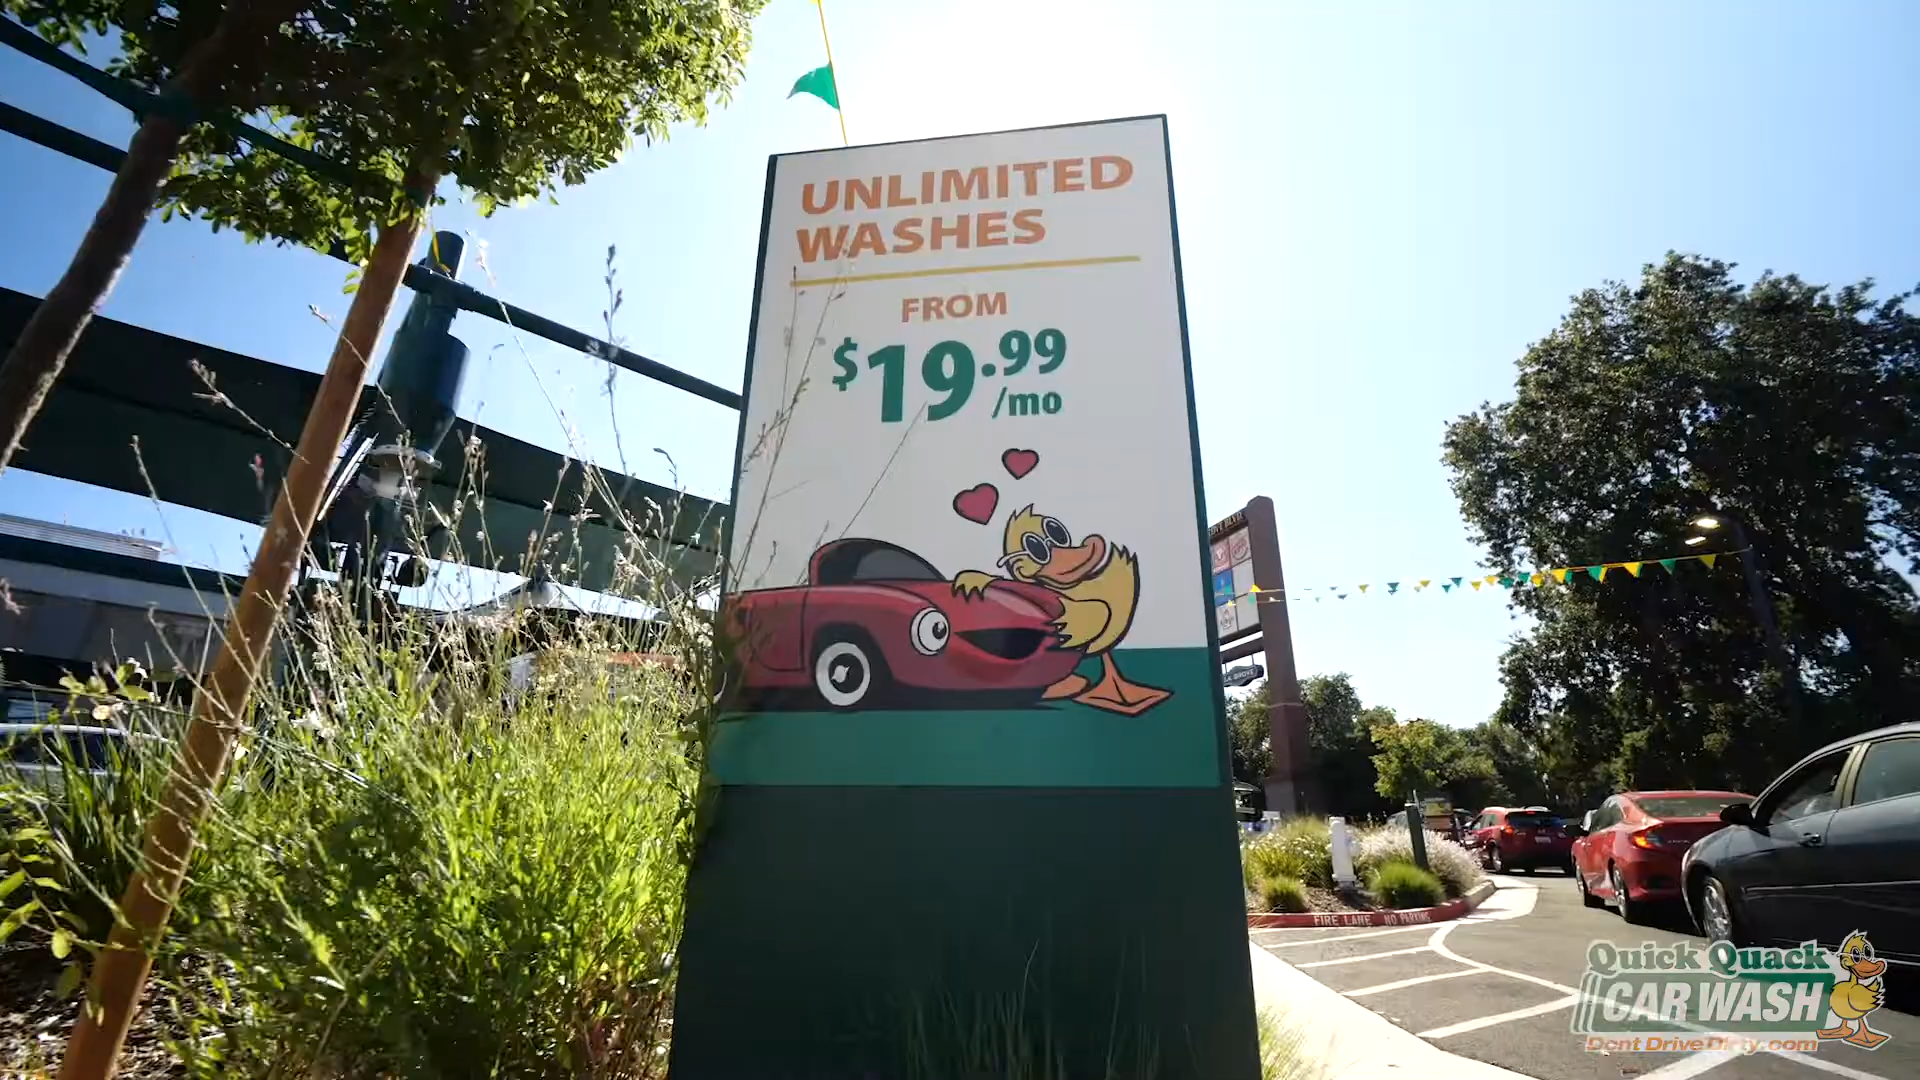 UNLIMITED
WASHES
FROM
$19.99
/mo
FIRE LANE NO PARKING
Quick Quack
CAR WASH
DontDriveDirty.com